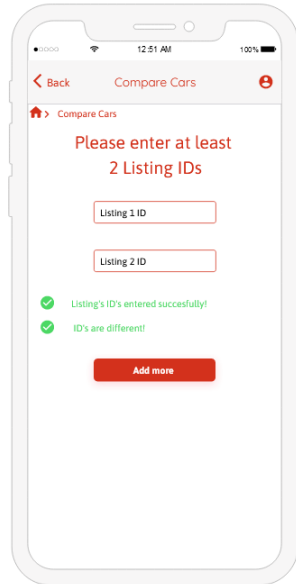 12:51 AM
100%
Back
Compare Cars
Compare Cars
Please enter at least
2 Listing IDs
Listing 1 ID
Listing 2 ID
Listing's ID's entered succesfully!
ID's are different!
Add more